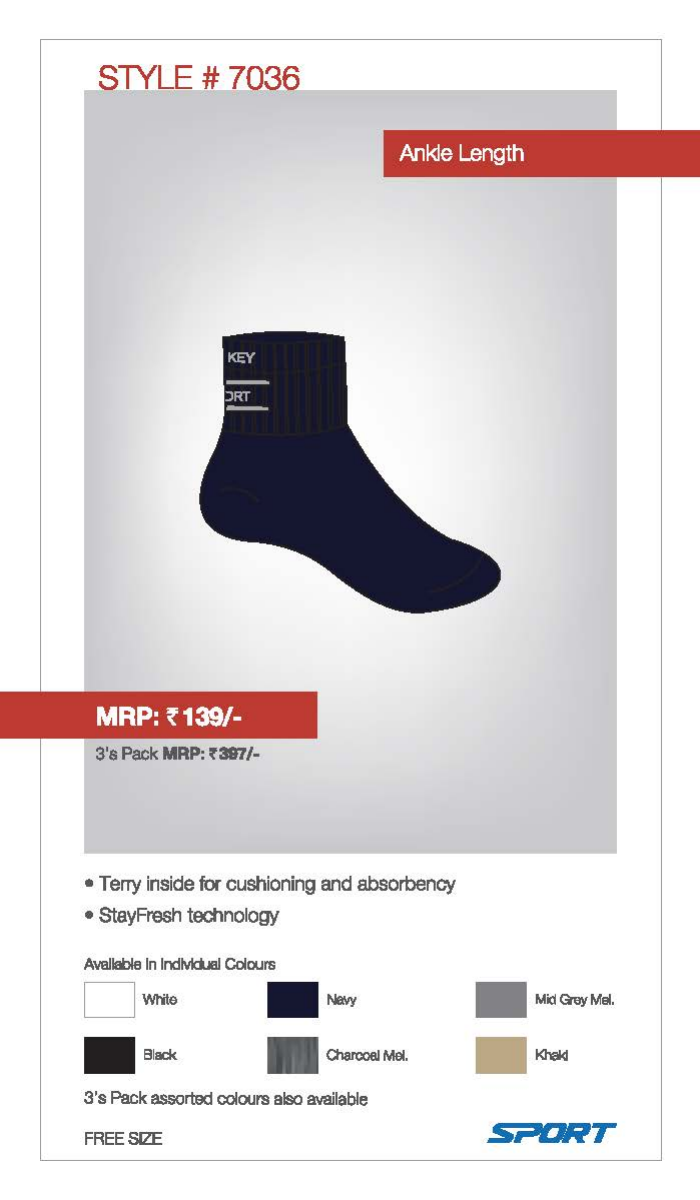 STYLE # 7036
Ankle Length
KEY
ORT
MRP: ₹ 139/-
3's Pack MRP: ₹ 397/-
• Terry inside for cushioning and absorbency
• StayFresh technology
Available in Individual Colours
White Navy Mid Grey Mel.
Black Charcoal Mel. Khaki
3's Pack assorted colours also available
FREE SIZE SPORT